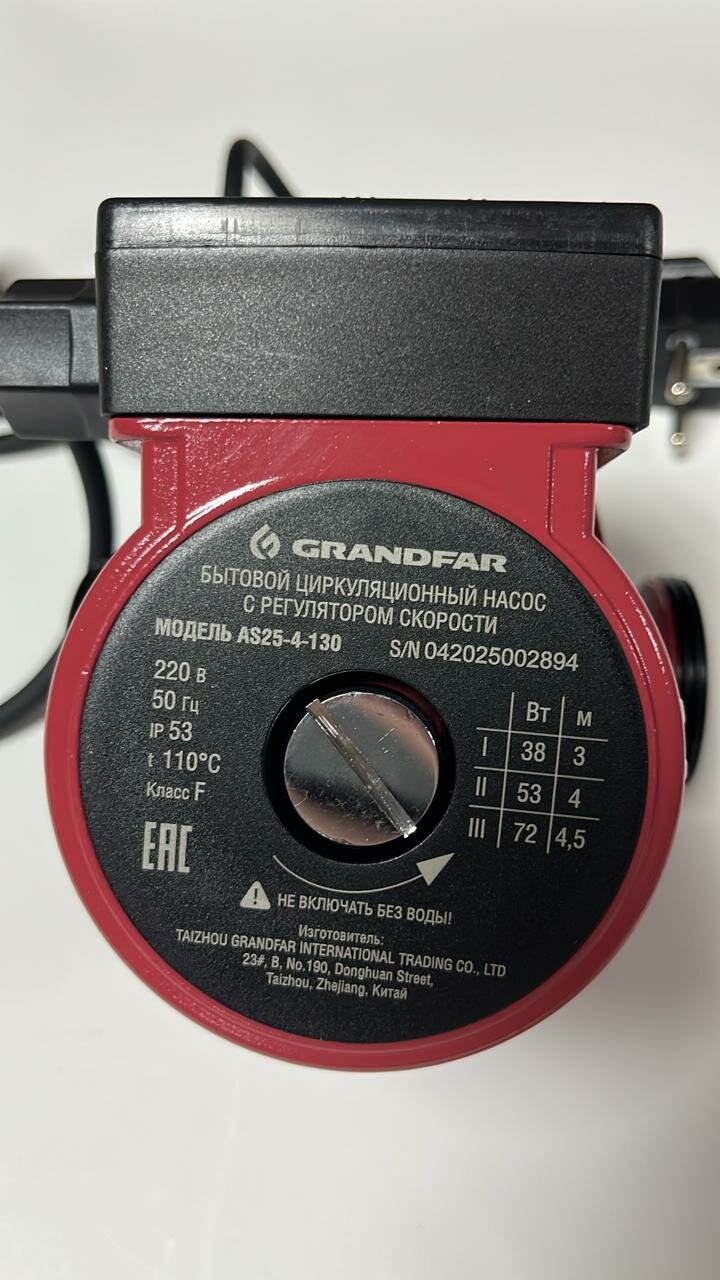 GRANDFAR
БЫТОВОЙ ЦИРКУЛЯЦИОННЫЙ НАСОС
С РЕГУЛЯТОРОМ СКОРОСТИ
МОДЕЛЬ AS25-4-130 S/N 042025002894
220 В
50 Гц
IP 53
t 110°C
Класс F
Вт м
I 38 3
II 53 4
III 72 4,5
EAC
НЕ ВКЛЮЧАТЬ БЕЗ ВОДЫ!
Изготовитель:
TAIZHOU GRANDFAR INTERNATIONAL TRADING CO., LTD
23#, B, No.190, Donghuan Street,
Taizhou, Zhejiang, Китай